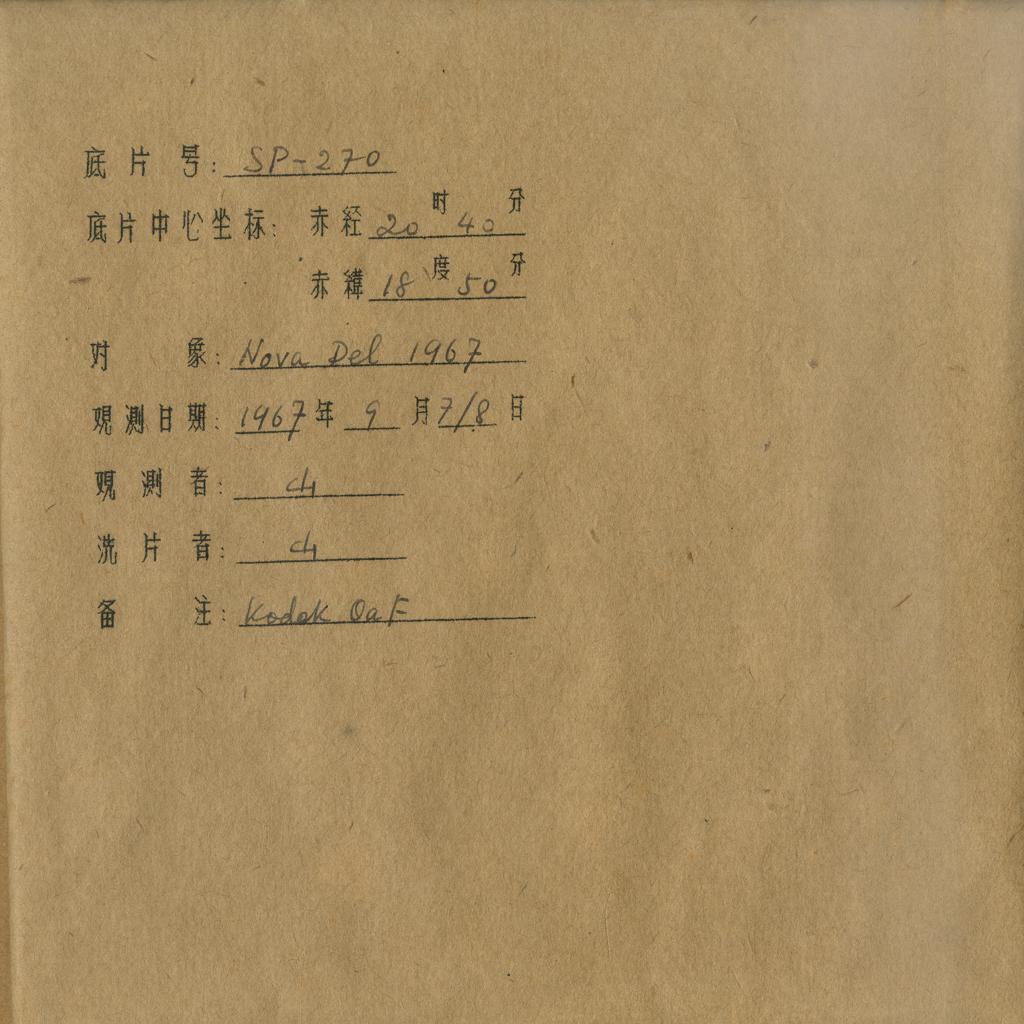 底片号: SP-270
底片中心坐标: 赤経 20 时 40 分
赤緯 18 度 50 分
对象: Nova Del 1967
观测日期: 1967 年 9 月 7/8 日
观测者: ch
洗片者: ch
备注: Kodak OaF